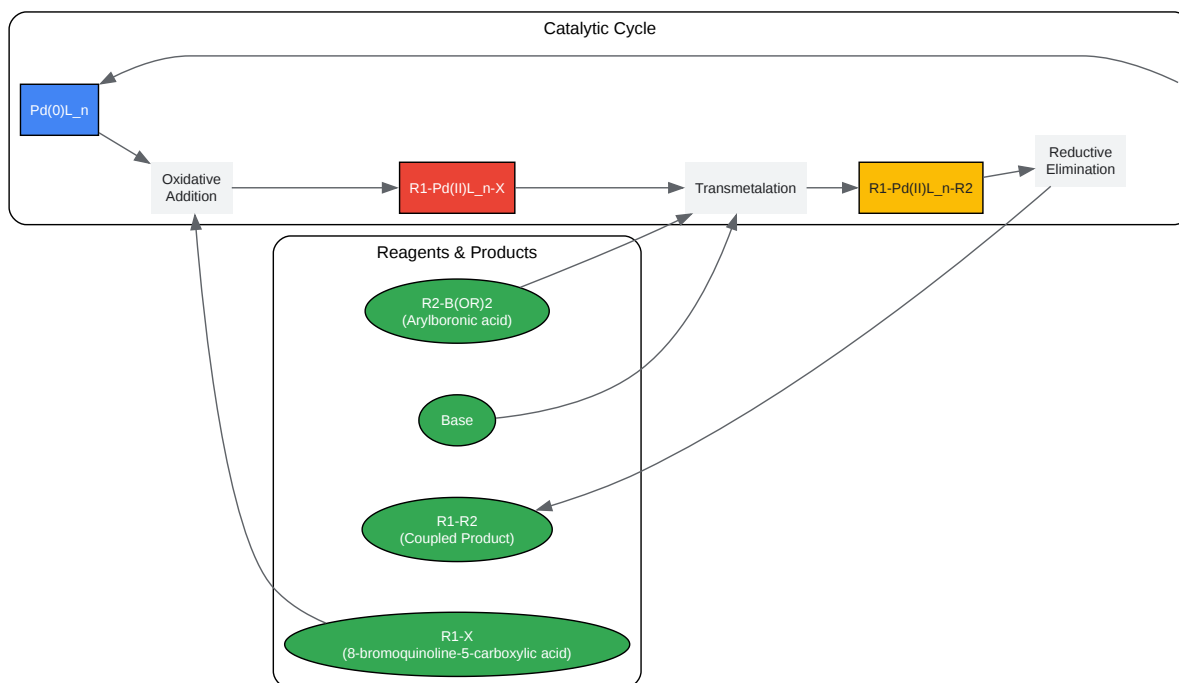 Catalytic Cycle
Pd(0)L_n
Oxidative
Addition
R1-Pd(II)L_n-X
Transmetalation
R1-Pd(II)L_n-R2
Reductive
Elimination
Reagents & Products
R2-B(OR)2
(Arylboronic acid)
Base
R1-R2
(Coupled Product)
R1-X
(8-bromoquinoline-5-carboxylic acid)